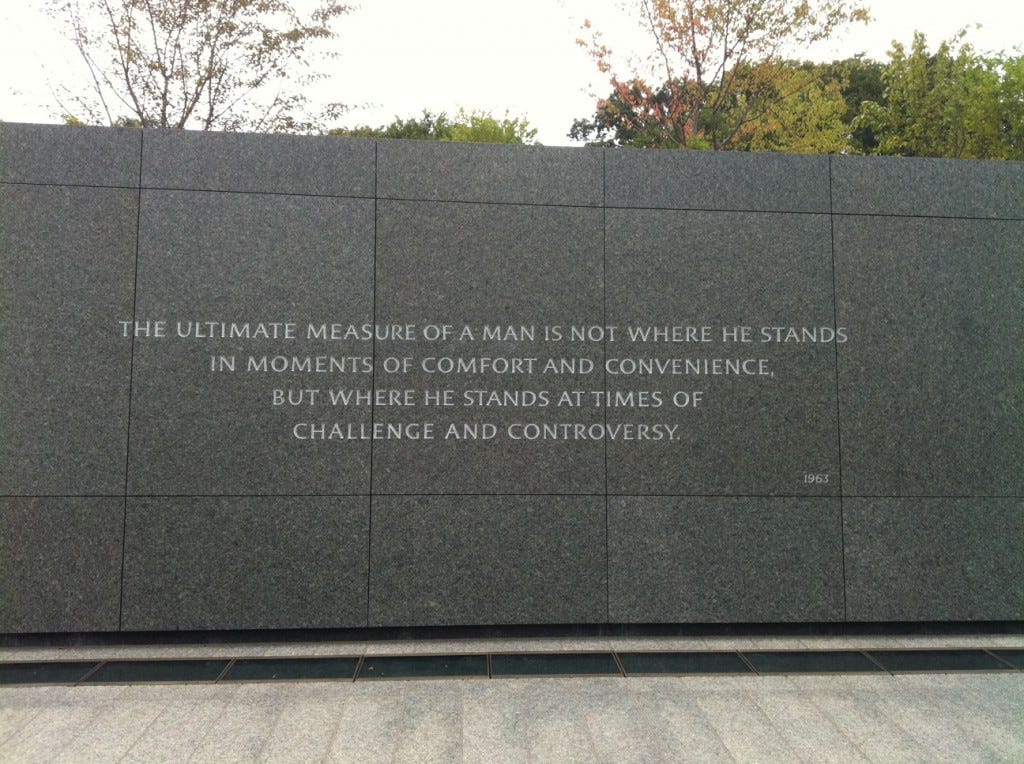 THE ULTIMATE MEASURE OF A MAN IS NOT WHERE HE STANDS
IN MOMENTS OF COMFORT AND CONVENIENCE,
BUT WHERE HE STANDS AT TIMES OF
CHALLENGE AND CONTROVERSY.
1963